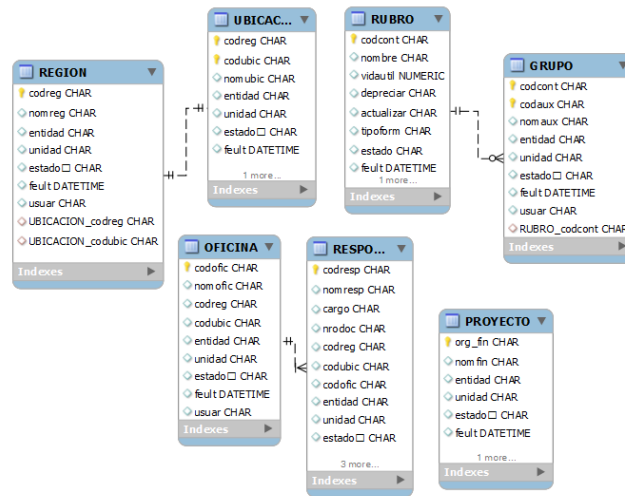 REGION
codreg CHAR
nomreg CHAR
entidad CHAR
unidad CHAR
estado□ CHAR
feult DATETIME
usuar CHAR
UBICACION_codreg CHAR
UBICACION_codubic CHAR
Indexes
UBICAC...
codreg CHAR
codubic CHAR
nomubic CHAR
entidad CHAR
unidad CHAR
estado□ CHAR
feult DATETIME
1 more...
Indexes
RUBRO
codcont CHAR
nombre CHAR
vidautil NUMERIC
depreciar CHAR
actualizar CHAR
tipoform CHAR
estado CHAR
feult DATETIME
1 more...
Indexes
GRUPO
codcont CHAR
codaux CHAR
nomaux CHAR
entidad CHAR
unidad CHAR
estado□ CHAR
feult DATETIME
usuar CHAR
RUBRO_codcont CHAR
Indexes
OFICINA
codofic CHAR
nomofic CHAR
codreg CHAR
codubic CHAR
entidad CHAR
unidad CHAR
estado□ CHAR
feult DATETIME
usuar CHAR
Indexes
RESPO...
codresp CHAR
nomresp CHAR
cargo CHAR
nrodoc CHAR
codreg CHAR
codubic CHAR
codofic CHAR
entidad CHAR
unidad CHAR
estado□ CHAR
3 more...
Indexes
PROYECTO
org_fin CHAR
nomfin CHAR
entidad CHAR
unidad CHAR
estado□ CHAR
feult DATETIME
1 more...
Indexes